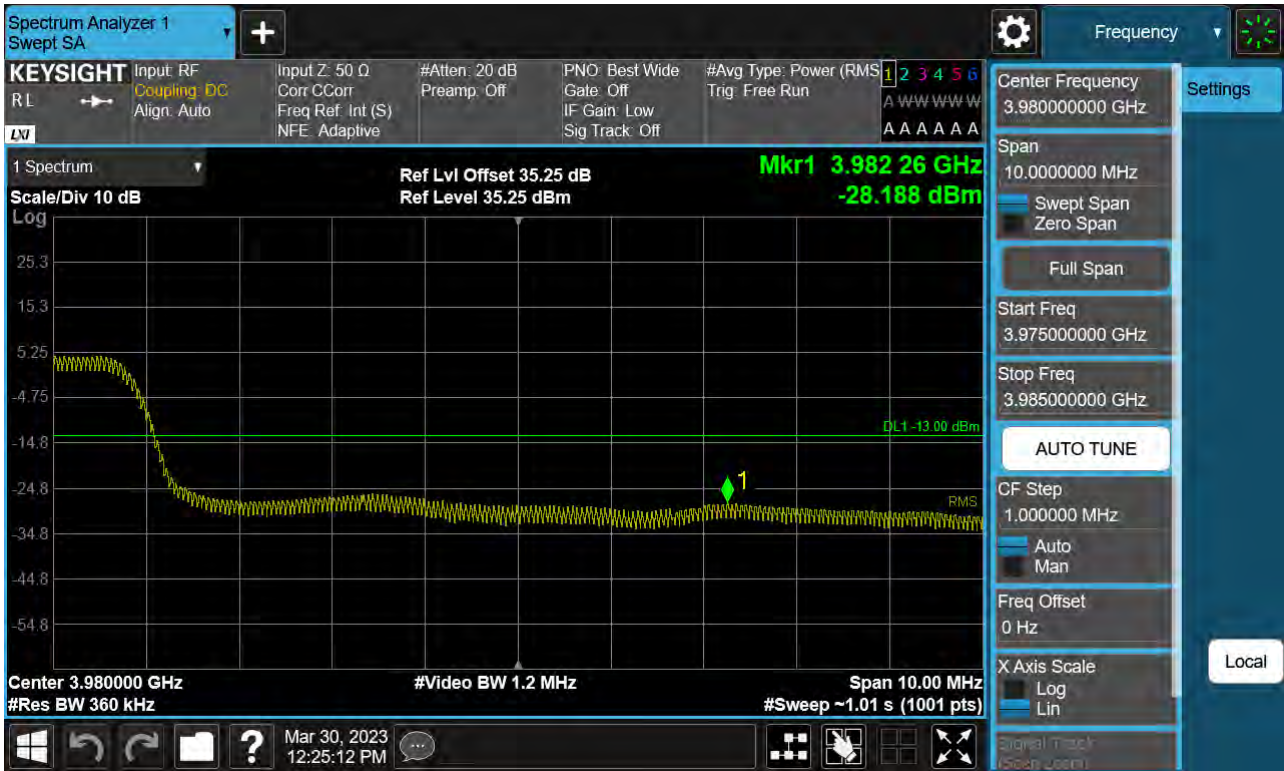 Spectrum Analyzer 1
Swept SA
+
Frequency
KEYSIGHT
RL
LXI
Input: RF
Coupling: DC
Align: Auto
Input Z: 50 Ω
Corr CCorr
Freq Ref: Int (S)
NFE: Adaptive
#Atten: 20 dB
Preamp: Off
PNO: Best Wide
Gate: Off
IF Gain: Low
Sig Track: Off
#Avg Type: Power (RMS
Trig: Free Run
1 2 3 4 5 6
A W W W W W
A A A A A A
1 Spectrum
Scale/Div 10 dB
Log
Ref Lvl Offset 35.25 dB
Ref Level 35.25 dBm
Mkr1 3.982 26 GHz
-28.188 dBm
25.3
15.3
5.25
-4.75
-14.8
-24.8
-34.8
-44.8
-54.8
DL1 -13.00 dBm
1
RMS
Center 3.980000 GHz
#Res BW 360 kHz
#Video BW 1.2 MHz
Span 10.00 MHz
#Sweep ~1.01 s (1001 pts)
Center Frequency
3.980000000 GHz
Span
10.0000000 MHz
Swept Span
Zero Span
Full Span
Start Freq
3.975000000 GHz
Stop Freq
3.985000000 GHz
AUTO TUNE
CF Step
1.000000 MHz
Auto
Man
Freq Offset
0 Hz
X Axis Scale
Log
Lin
Signal Track
(Span Zoom)
Settings
Local
?
Mar 30, 2023
12:25:12 PM